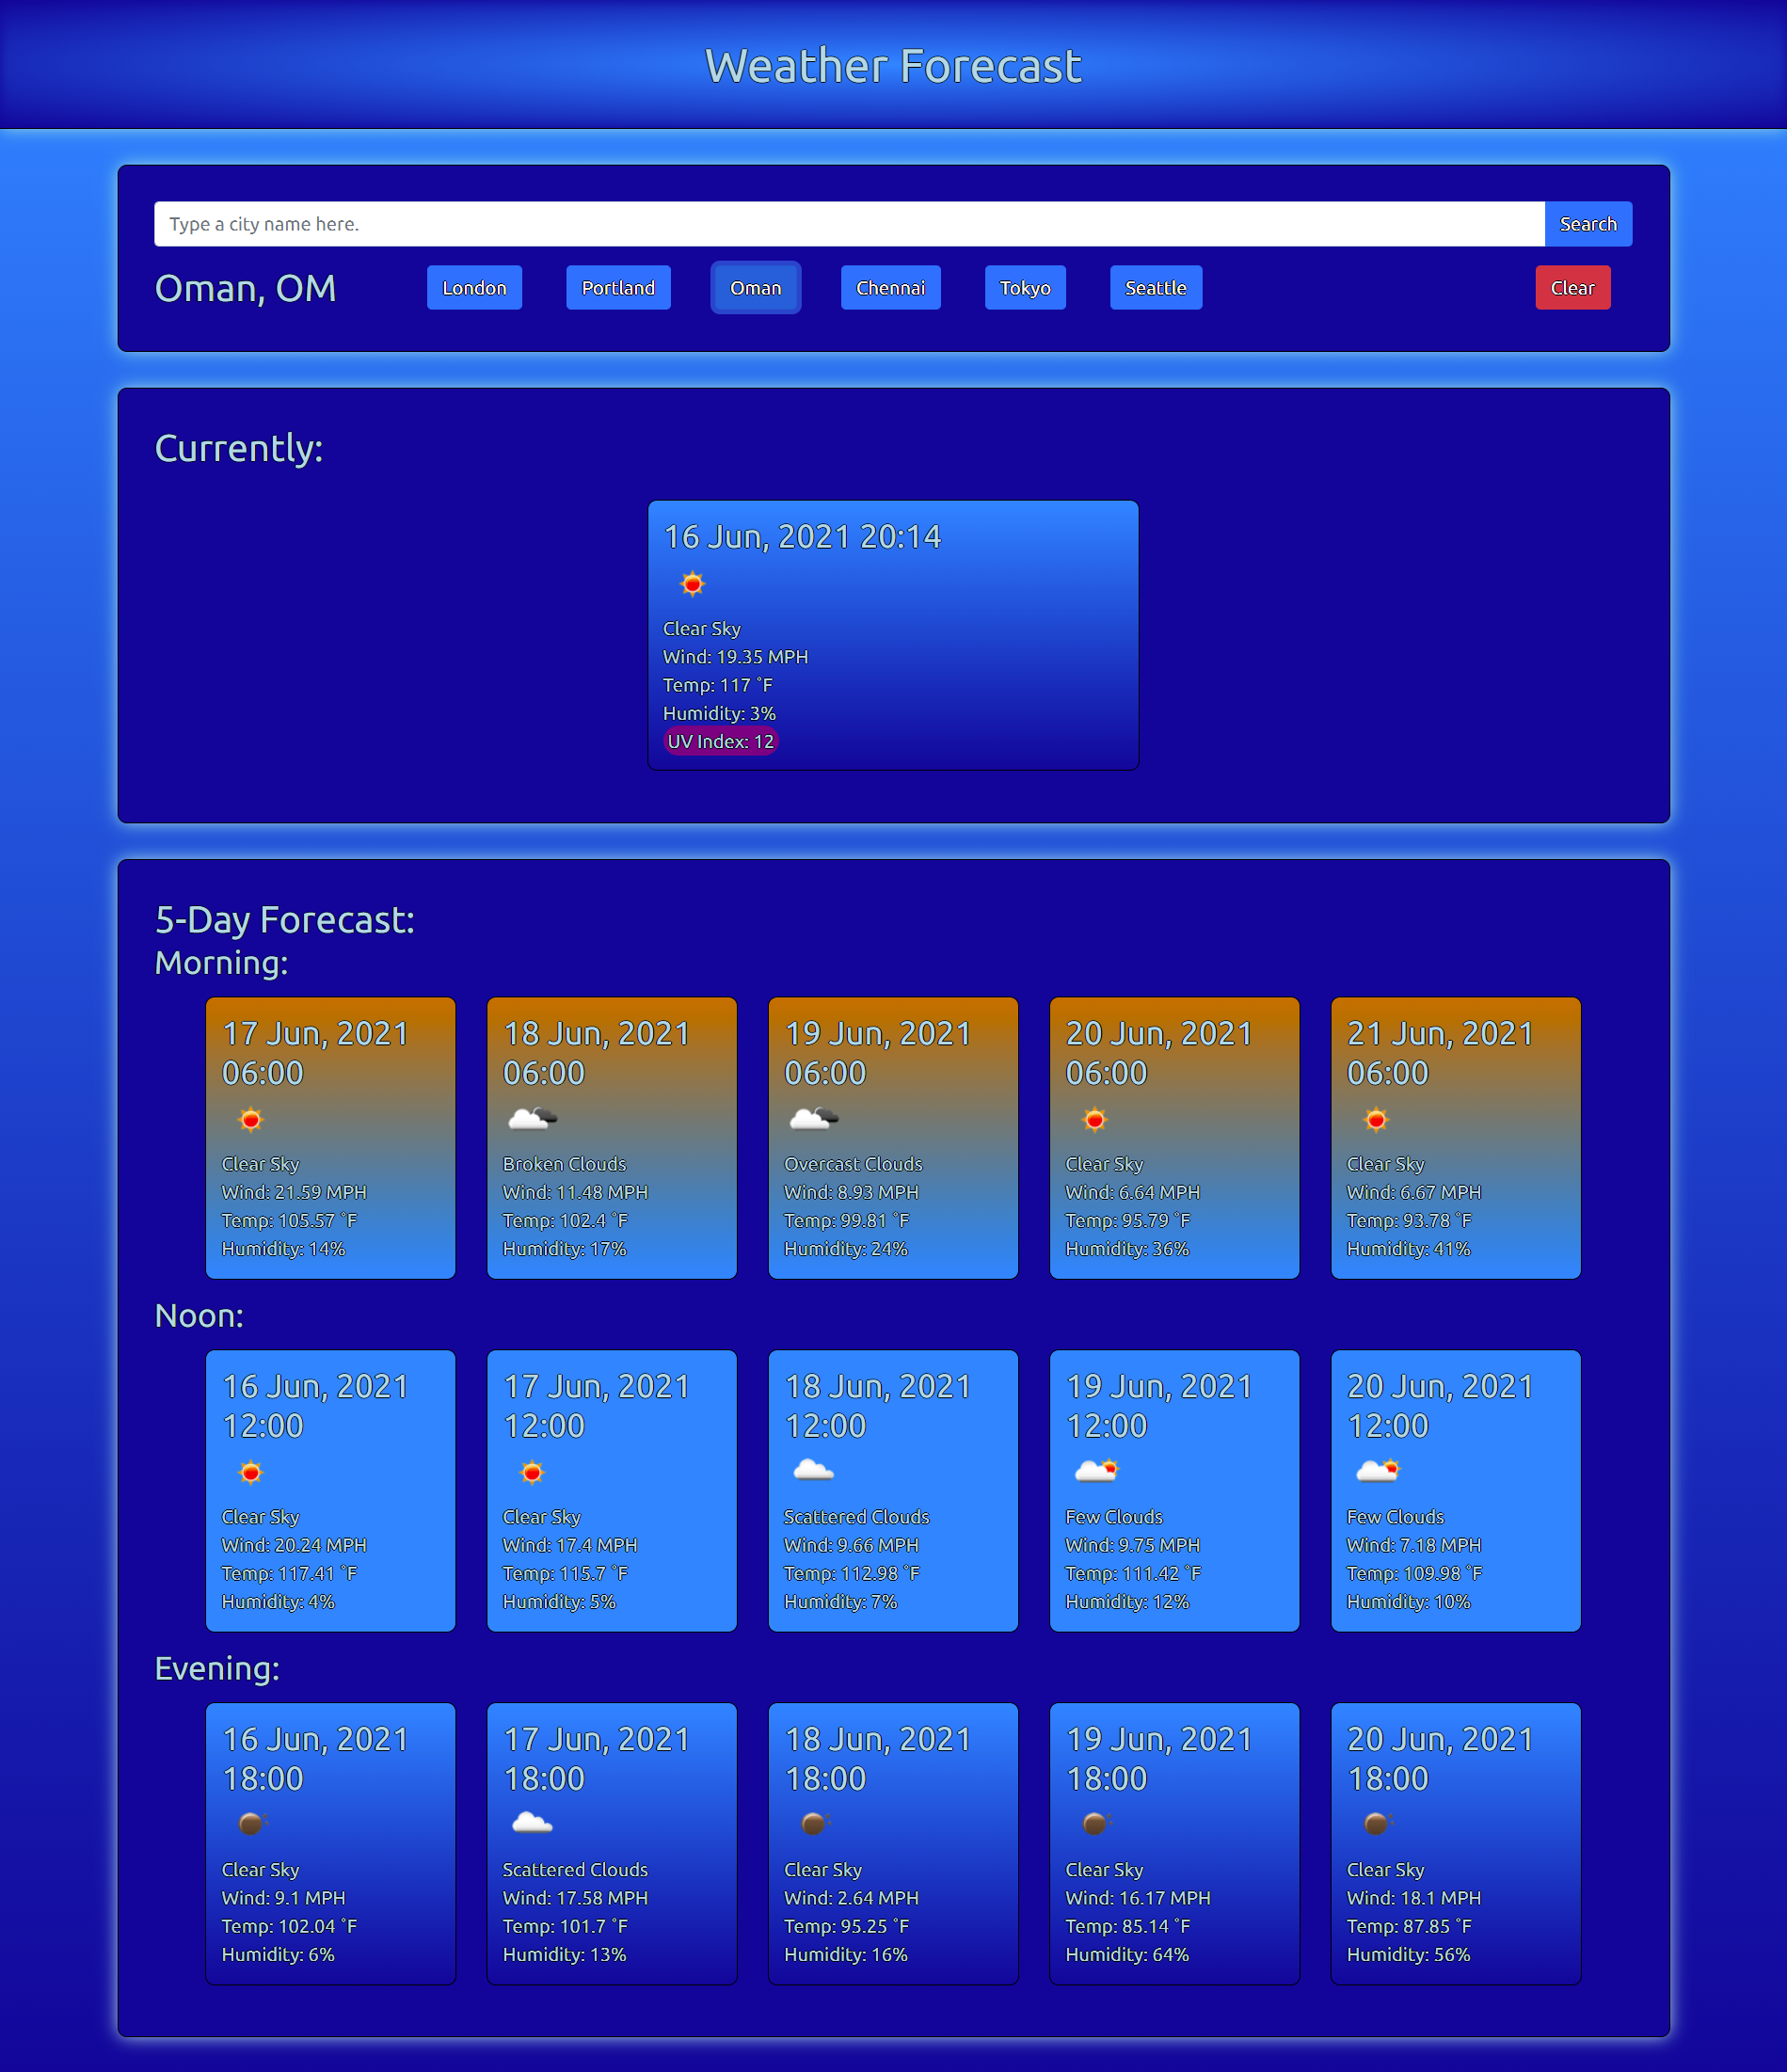 Weather Forecast
Type a city name here.
Search
Oman, OM
London
Portland
Oman
Chennai
Tokyo
Seattle
Clear
Currently:
16 Jun, 2021 20:14
Clear Sky
Wind: 19.35 MPH
Temp: 117 °F
Humidity: 3%
UV Index: 12
5-Day Forecast:
Morning:
17 Jun, 2021
06:00
Clear Sky
Wind: 21.59 MPH
Temp: 105.57 °F
Humidity: 14%
18 Jun, 2021
06:00
Broken Clouds
Wind: 11.48 MPH
Temp: 102.4 °F
Humidity: 17%
19 Jun, 2021
06:00
Overcast Clouds
Wind: 8.93 MPH
Temp: 99.81 °F
Humidity: 24%
20 Jun, 2021
06:00
Clear Sky
Wind: 6.64 MPH
Temp: 95.79 °F
Humidity: 36%
21 Jun, 2021
06:00
Clear Sky
Wind: 6.67 MPH
Temp: 93.78 °F
Humidity: 41%
Noon:
16 Jun, 2021
12:00
Clear Sky
Wind: 20.24 MPH
Temp: 117.41 °F
Humidity: 4%
17 Jun, 2021
12:00
Clear Sky
Wind: 17.4 MPH
Temp: 115.7 °F
Humidity: 5%
18 Jun, 2021
12:00
Scattered Clouds
Wind: 9.66 MPH
Temp: 112.98 °F
Humidity: 7%
19 Jun, 2021
12:00
Few Clouds
Wind: 9.75 MPH
Temp: 111.42 °F
Humidity: 12%
20 Jun, 2021
12:00
Few Clouds
Wind: 7.18 MPH
Temp: 109.98 °F
Humidity: 10%
Evening:
16 Jun, 2021
18:00
Clear Sky
Wind: 9.1 MPH
Temp: 102.04 °F
Humidity: 6%
17 Jun, 2021
18:00
Scattered Clouds
Wind: 17.58 MPH
Temp: 101.7 °F
Humidity: 13%
18 Jun, 2021
18:00
Clear Sky
Wind: 2.64 MPH
Temp: 95.25 °F
Humidity: 16%
19 Jun, 2021
18:00
Clear Sky
Wind: 16.17 MPH
Temp: 85.14 °F
Humidity: 64%
20 Jun, 2021
18:00
Clear Sky
Wind: 18.1 MPH
Temp: 87.85 °F
Humidity: 56%